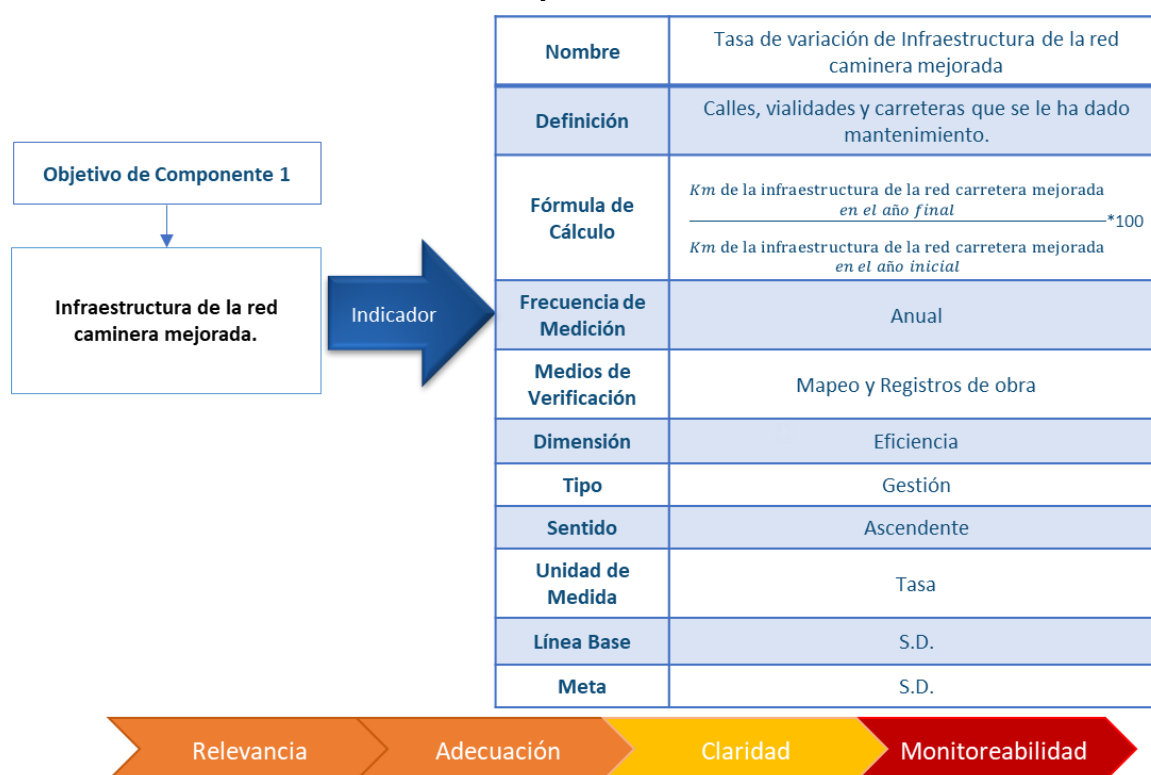 Objetivo de Componente 1
Infraestructura de la red
caminera mejorada.
Indicador
Nombre
Tasa de variación de Infraestructura de la red
caminera mejorada
Definición
Calles, vialidades y carreteras que se le ha dado
mantenimiento.
Fórmula de
Cálculo
Km de la infraestructura de la red carretera mejorada
en el año final
*100
Km de la infraestructura de la red carretera mejorada
en el año inicial
Frecuencia de
Medición
Anual
Medios de
Verificación
Mapeo y Registros de obra
Dimensión
Eficiencia
Tipo
Gestión
Sentido
Ascendente
Unidad de
Medida
Tasa
Línea Base
S.D.
Meta
S.D.
Relevancia
Adecuación
Claridad
Monitoreabilidad